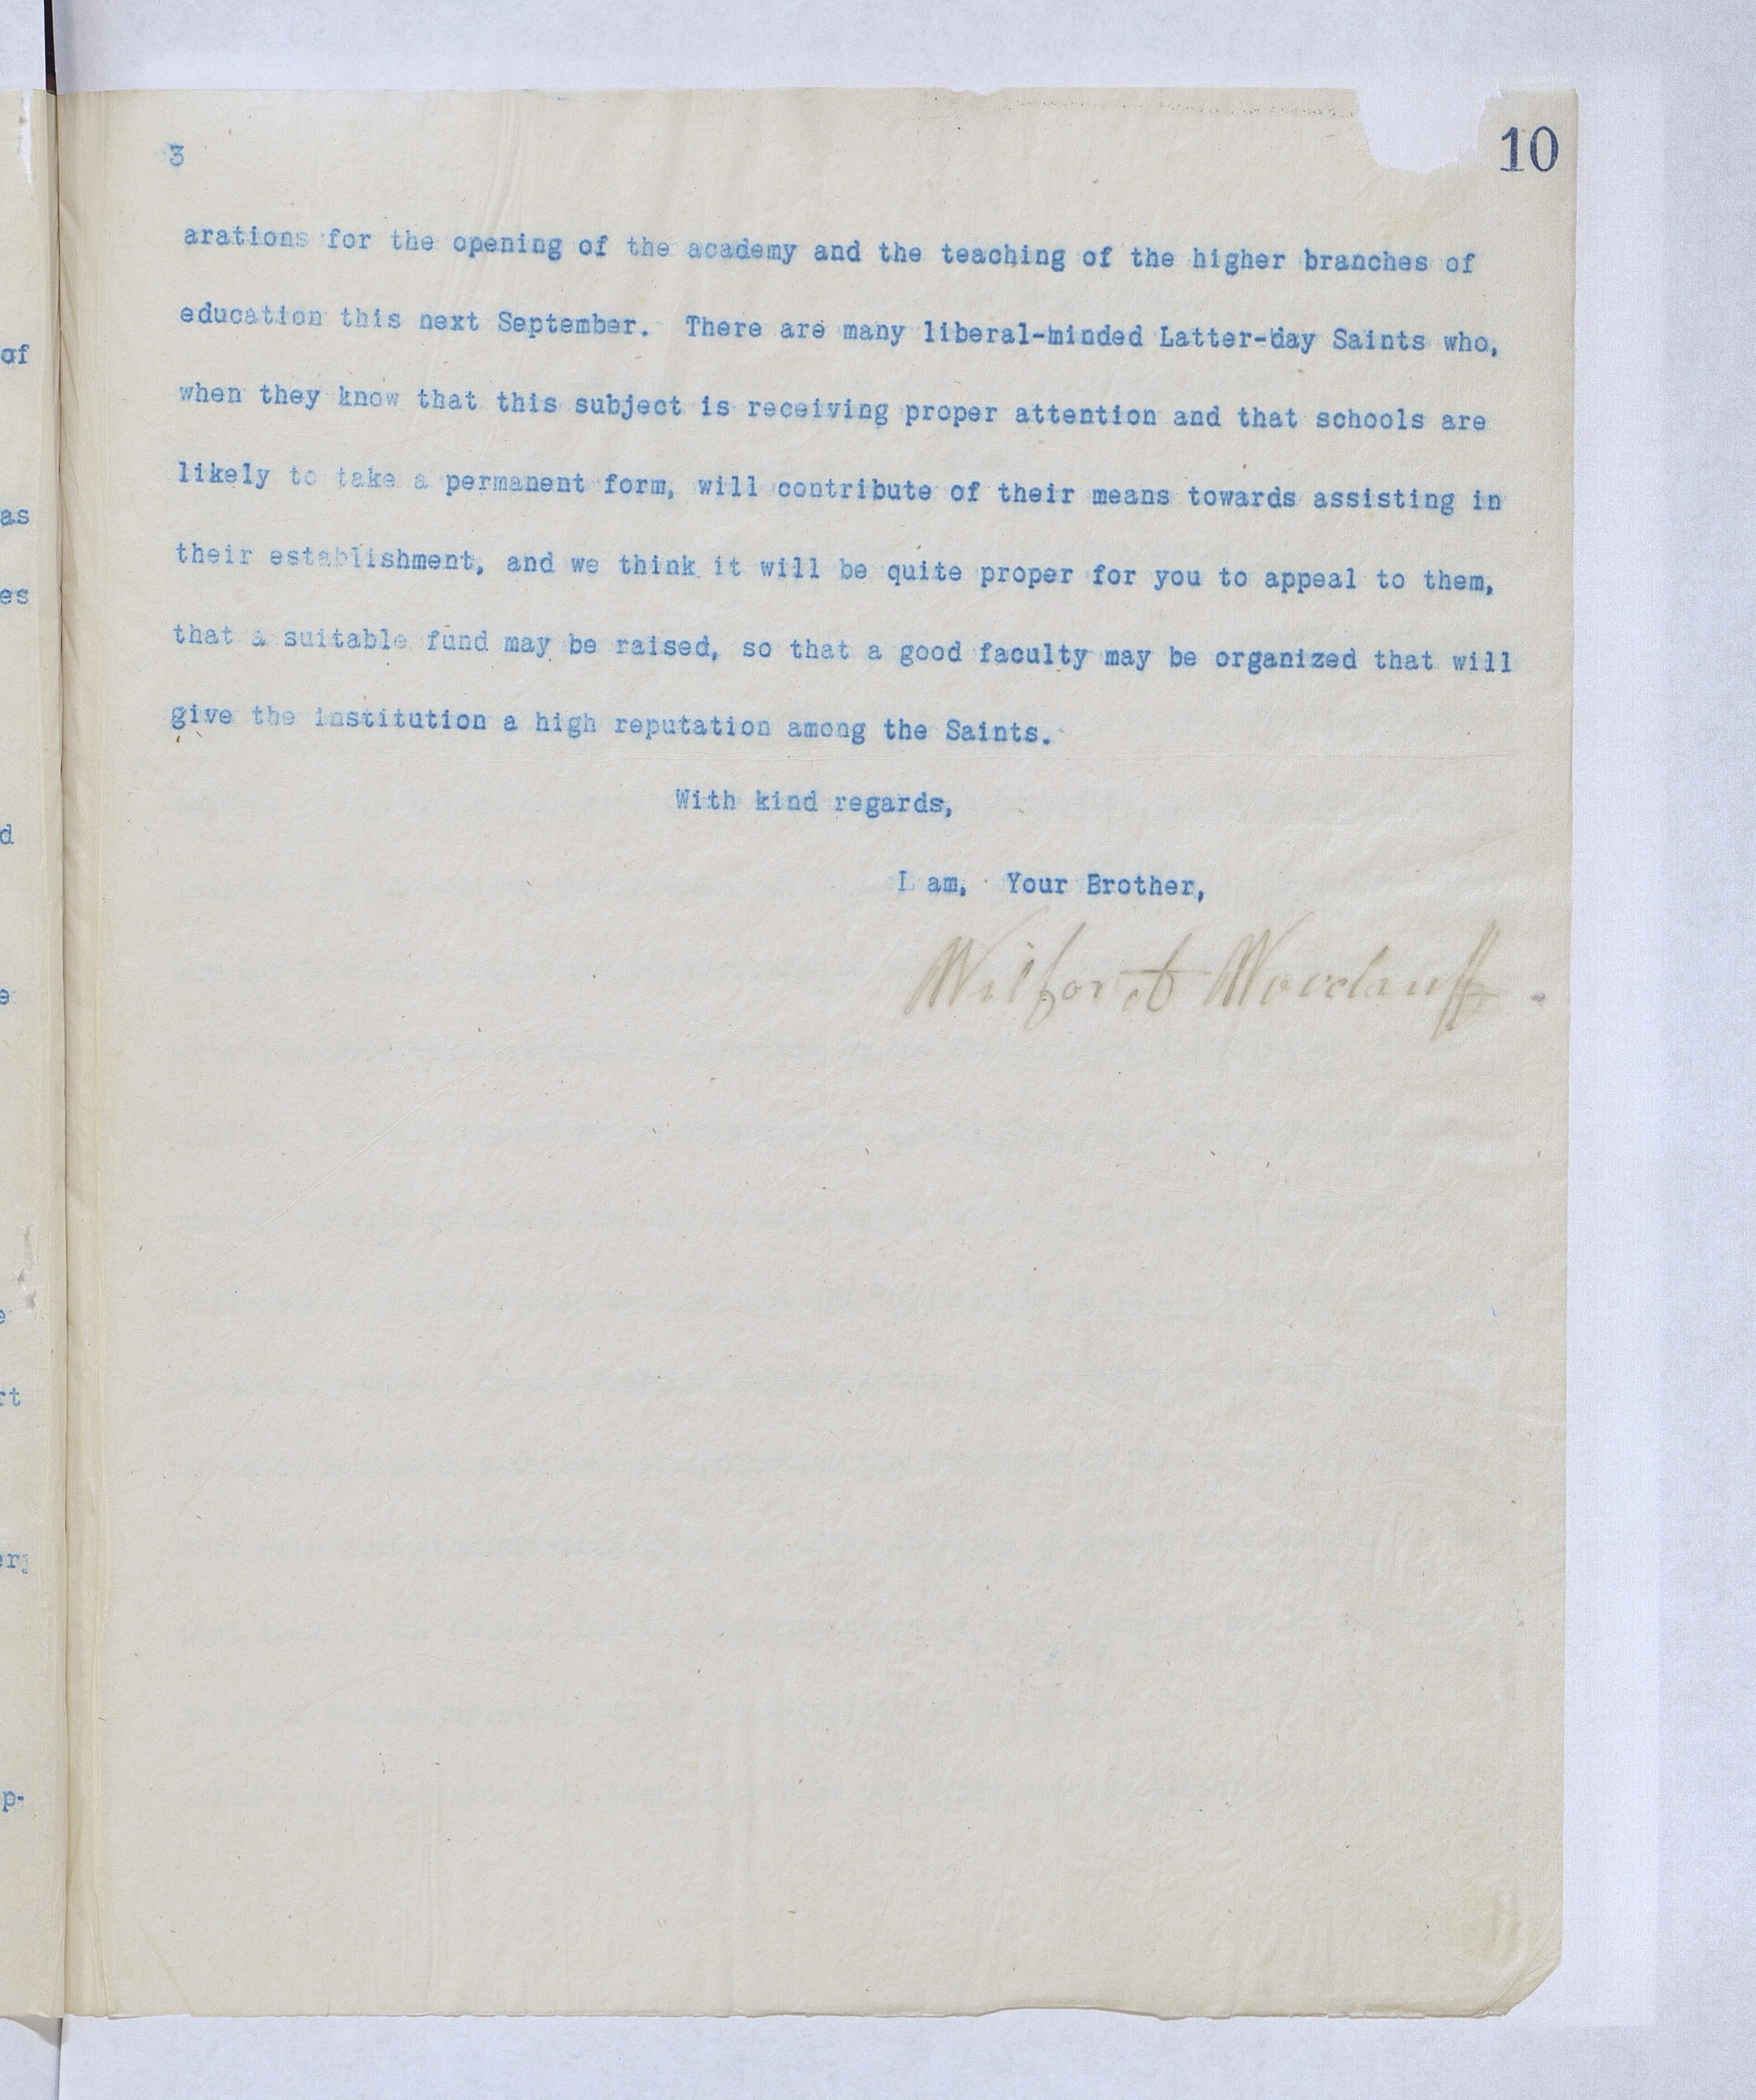 3
10
arations for the opening of the academy and the teaching of the higher branches of
education this next September.  There are many liberal-minded Latter-day Saints who,
when they know that this subject is receiving proper attention and that schools are
likely to take a permanent form, will contribute of their means towards assisting in
their establishment, and we think it will be quite proper for you to appeal to them,
that a suitable fund may be raised, so that a good faculty may be organized that will
give the institution a high reputation among the Saints.
With kind regards,
I am,  Your Brother,
Wilford Woodruff
of
as
es
d
e
e
rt
ery
p-